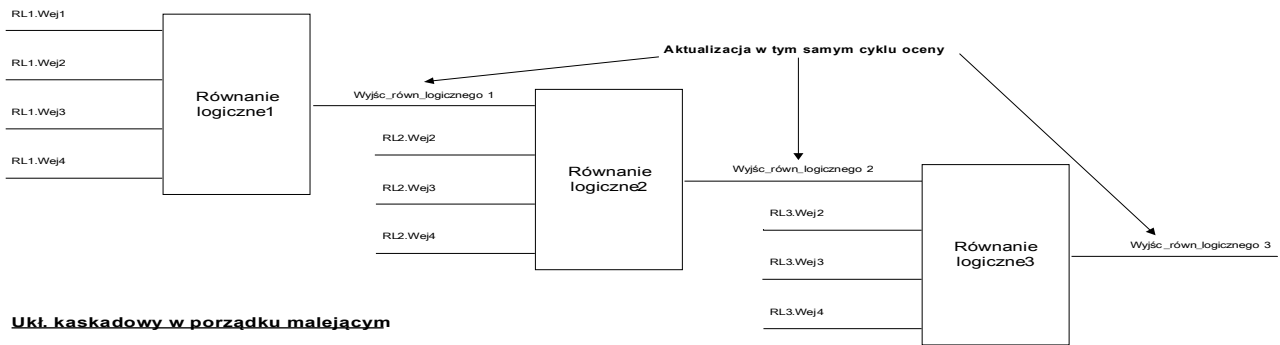 RL1.Wej1
RL1.Wej2
RL1.Wej3
RL1.Wej4
Równanie
logiczne1
Aktualizacja w tym samym cyklu oceny
Wyjśc_równ_logicznego 1
RL2.Wej2
RL2.Wej3
RL2.Wej4
Równanie
logiczne2
Wyjśc_równ_logicznego 2
RL3.Wej2
RL3.Wej3
RL3.Wej4
Równanie
logiczne3
Wyjśc_równ_logicznego 3
Ukł. kaskadowy w porządku malejącym